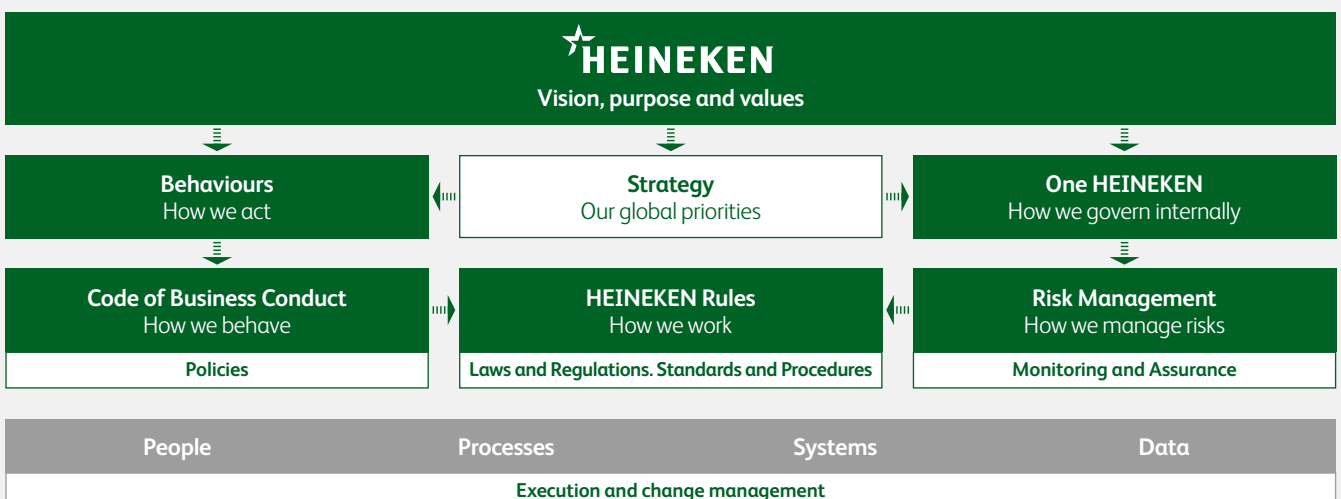 HEINEKEN
Vision, purpose and values
Behaviours
How we act
Strategy
Our global priorities
One HEINEKEN
How we govern internally
Code of Business Conduct
How we behave
Policies
HEINEKEN Rules
How we work
Laws and Regulations. Standards and Procedures
Risk Management
How we manage risks
Monitoring and Assurance
People
Processes
Systems
Data
Execution and change management